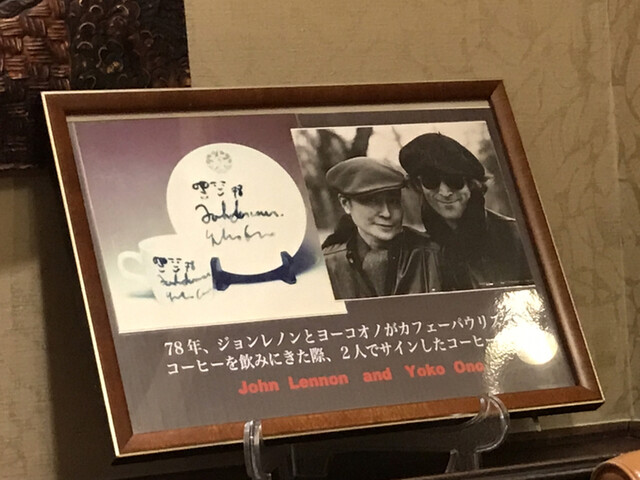 78年、ジョンレノンとヨーコオノがカフェーパウリス
コーヒーを飲みにきた際、2人でサインしたコーヒー
John Lennon and Yoko Ono